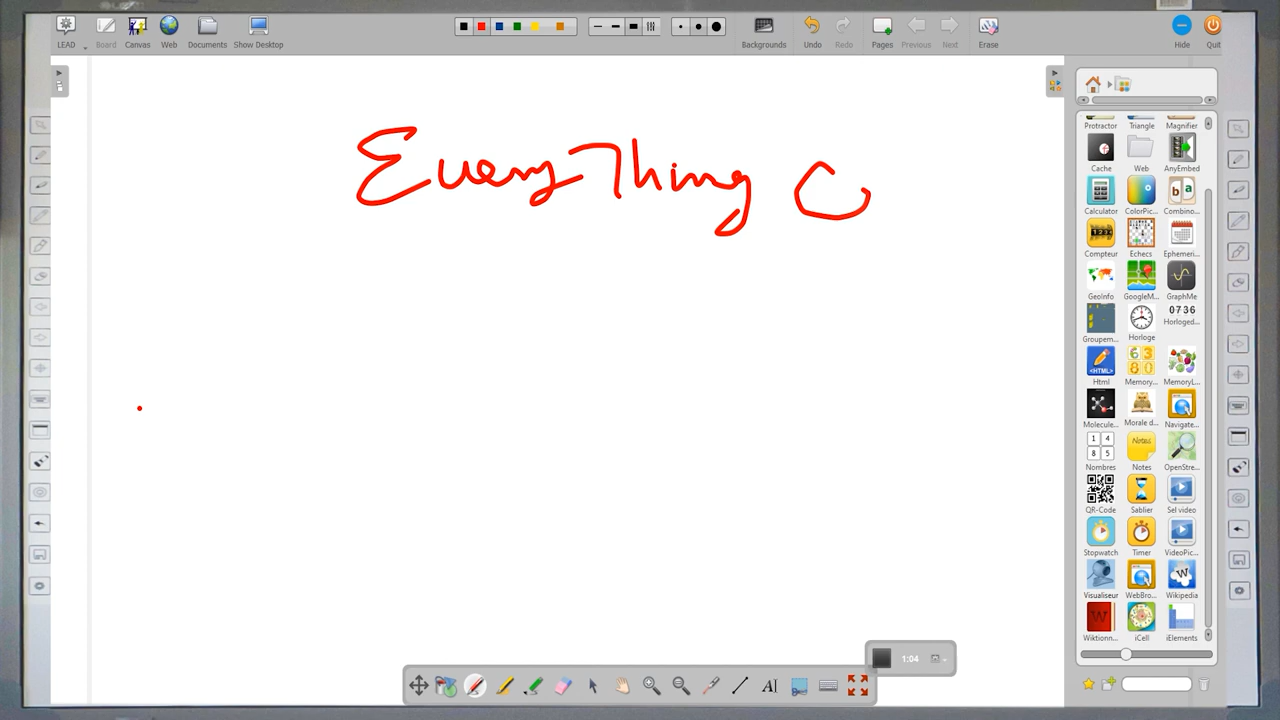 LEAD Board Canvas Web Documents Show Desktop Backgrounds Undo Redo Pages Previous Next Erase Hide Quit
EveryThing C
Protractor Triangle Magnifier
Cache Web AnyEmbed
Calculator ColorPic... Combino...
Compteur Echecs Ephemeri...
GeoInfo GoogleM... GraphMe
Groupem... Horloge Horloged...
Html Memory... MemoryL...
Molecule... Morale d... Navigate...
Nombres Notes OpenStre...
QR-Code Sablier Sel video
Stopwatch Timer VideoPic...
Visualiseur WebBro... Wikipedia
Wiktionn... iCell iElements
1:04